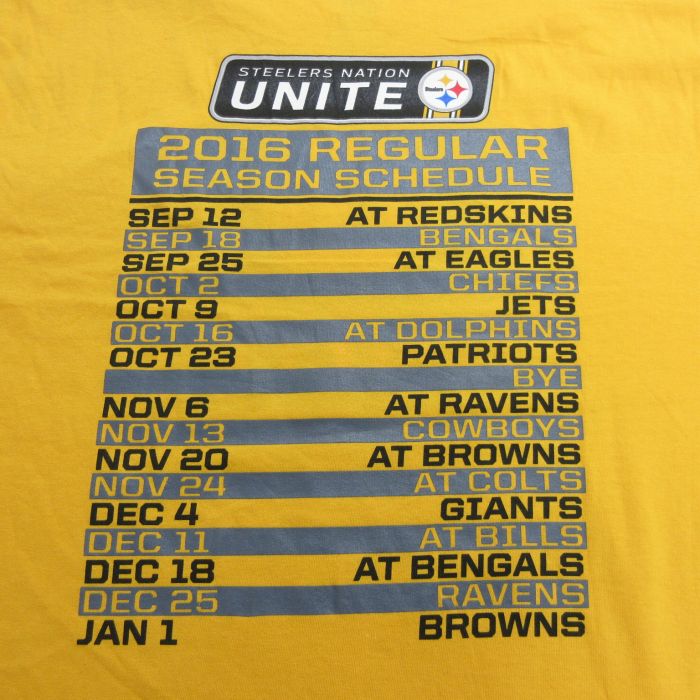 STEELERS NATION
UNITE
Steelers
2016 REGULAR
SEASON SCHEDULE
SEP 12 AT REDSKINS
SEP 18 BENGALS
SEP 25 AT EAGLES
OCT 2 CHIEFS
OCT 9 JETS
OCT 16 AT DOLPHINS
OCT 23 PATRIOTS
BYE
NOV 6 AT RAVENS
NOV 13 COWBOYS
NOV 20 AT BROWNS
NOV 24 AT COLTS
DEC 4 GIANTS
DEC 11 AT BILLS
DEC 18 AT BENGALS
DEC 25 RAVENS
JAN 1 BROWNS